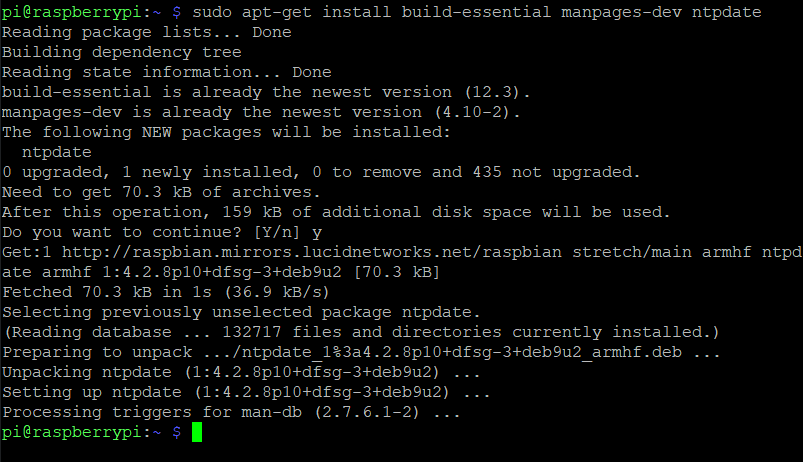 pi@raspberrypi:~ $ sudo apt-get install build-essential manpages-dev ntpdate
Reading package lists... Done
Building dependency tree
Reading state information... Done
build-essential is already the newest version (12.3).
manpages-dev is already the newest version (4.10-2).
The following NEW packages will be installed:
  ntpdate
0 upgraded, 1 newly installed, 0 to remove and 435 not upgraded.
Need to get 70.3 kB of archives.
After this operation, 159 kB of additional disk space will be used.
Do you want to continue? [Y/n] y
Get:1 http://raspbian.mirrors.lucidnetworks.net/raspbian stretch/main armhf ntpd
ate armhf 1:4.2.8p10+dfsg-3+deb9u2 [70.3 kB]
Fetched 70.3 kB in 1s (36.9 kB/s)
Selecting previously unselected package ntpdate.
(Reading database ... 132717 files and directories currently installed.)
Preparing to unpack .../ntpdate_1%3a4.2.8p10+dfsg-3+deb9u2_armhf.deb ...
Unpacking ntpdate (1:4.2.8p10+dfsg-3+deb9u2) ...
Setting up ntpdate (1:4.2.8p10+dfsg-3+deb9u2) ...
Processing triggers for man-db (2.7.6.1-2) ...
pi@raspberrypi:~ $